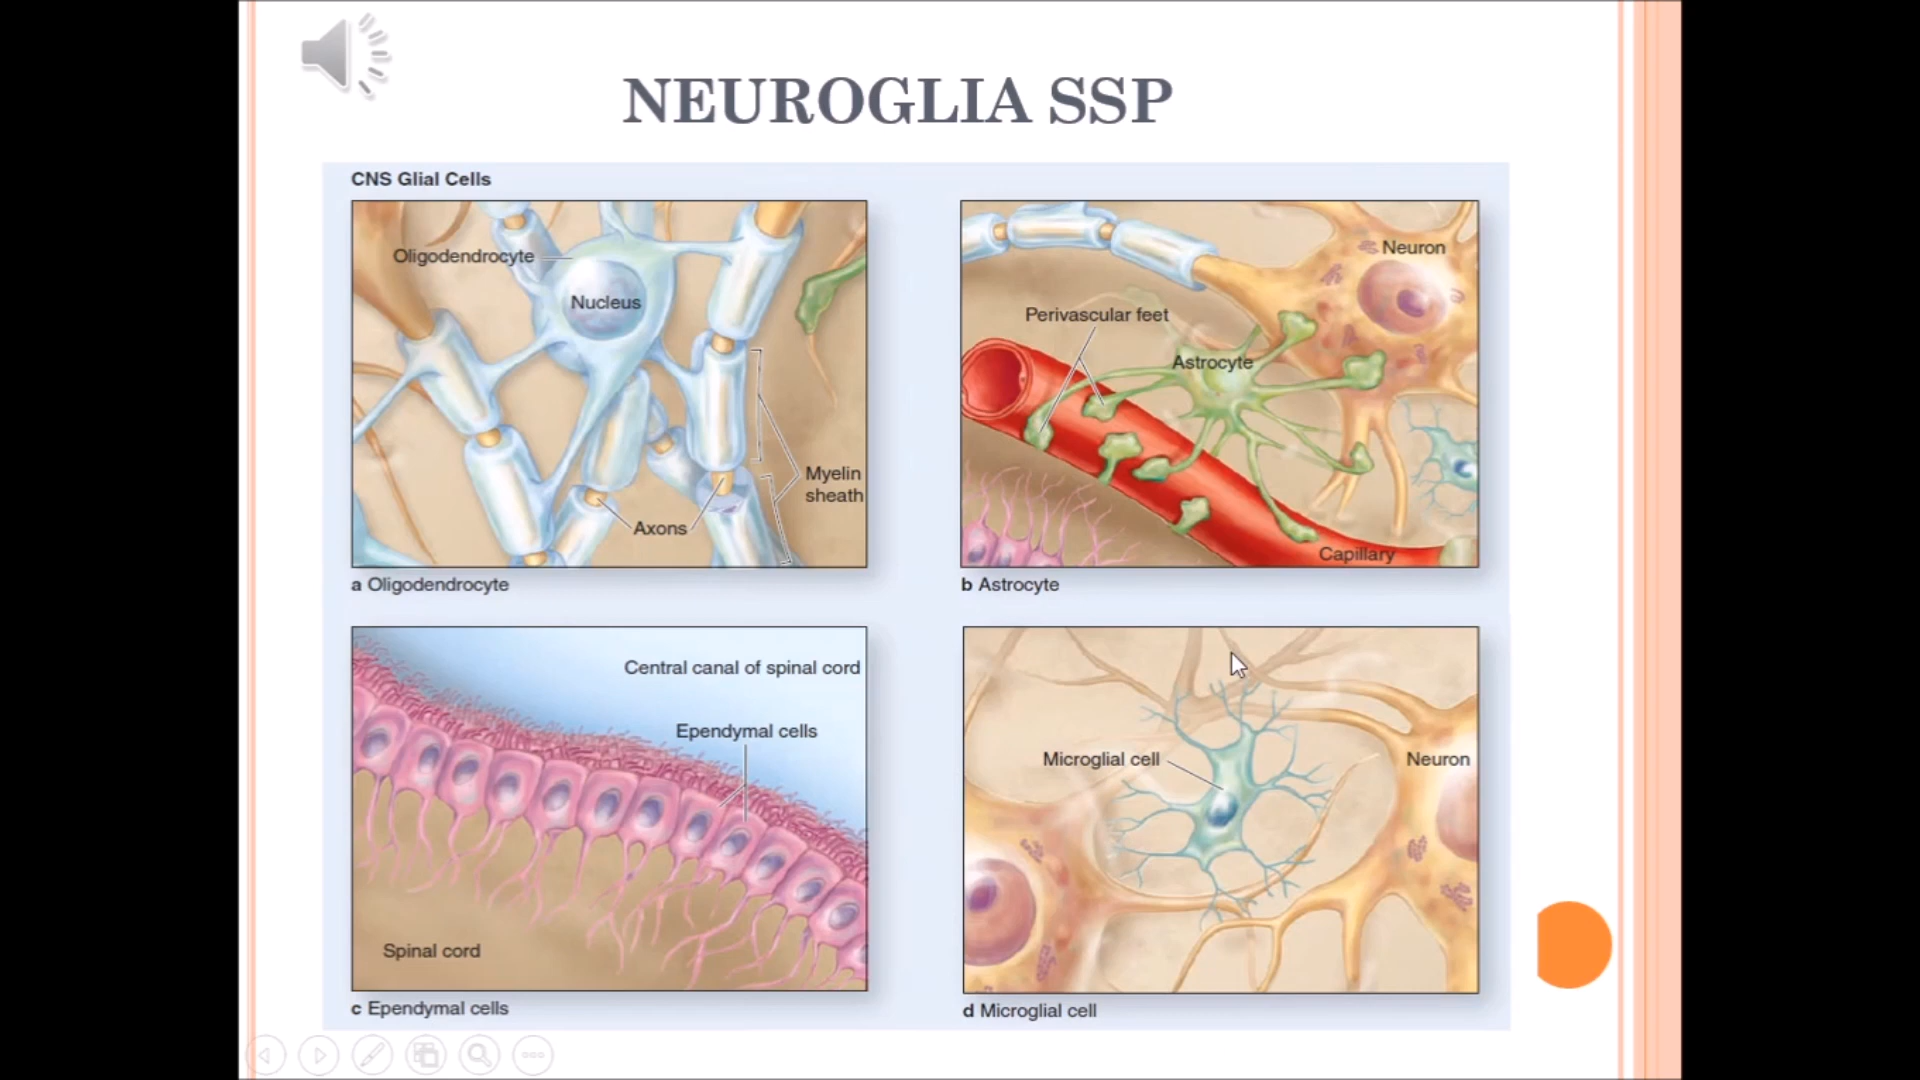 NEUROGLIA SSP
CNS Glial Cells
Oligodendrocyte
Nucleus
Myelin
sheath
Axons
a Oligodendrocyte
Neuron
Perivascular feet
Astrocyte
Capillary
b Astrocyte
Central canal of spinal cord
Ependymal cells
Spinal cord
c Ependymal cells
Microglial cell
Neuron
d Microglial cell